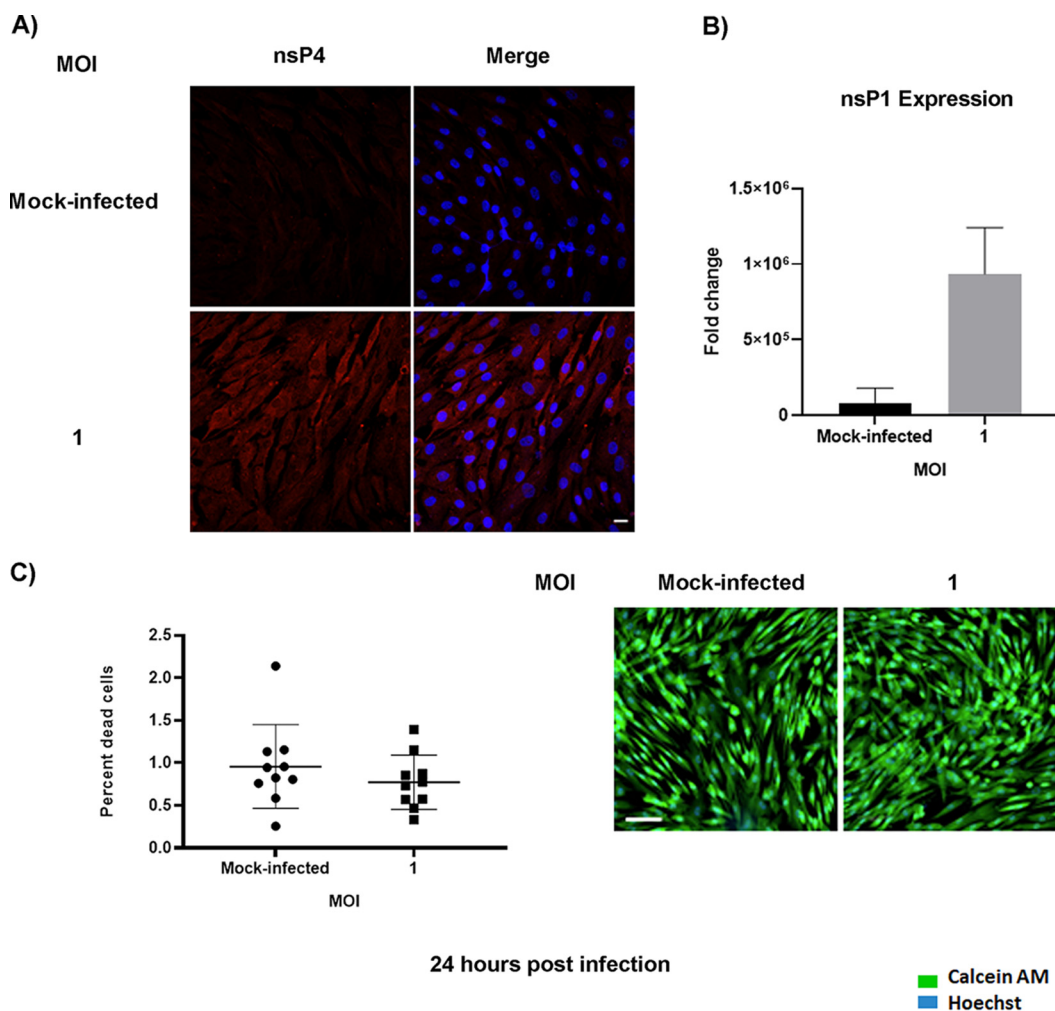 A)
MOI
nsP4
Merge
Mock-infected
1
B)
nsP1 Expression
Fold change
1.5×10⁶
1×10⁶
5×10⁵
0
Mock-infected
1
MOI
C)
Percent dead cells
2.5
2.0
1.5
1.0
0.5
0.0
Mock-infected
1
MOI
MOI
Mock-infected
1
24 hours post infection
Calcein AM
Hoechst